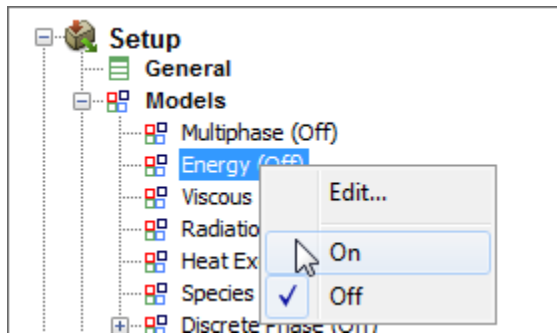 Setup
General
Models
Multiphase (Off)
Energy (Off)
Viscous
Edit...
Radiatio
Heat Ex
On
Species
Off
Discrete Phase (Off)